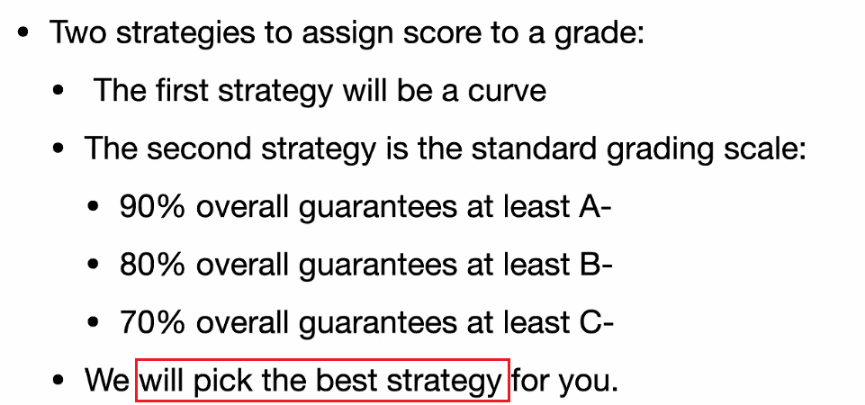 • Two strategies to assign score to a grade:
• The first strategy will be a curve
• The second strategy is the standard grading scale:
• 90% overall guarantees at least A-
• 80% overall guarantees at least B-
• 70% overall guarantees at least C-
• We will pick the best strategy for you.